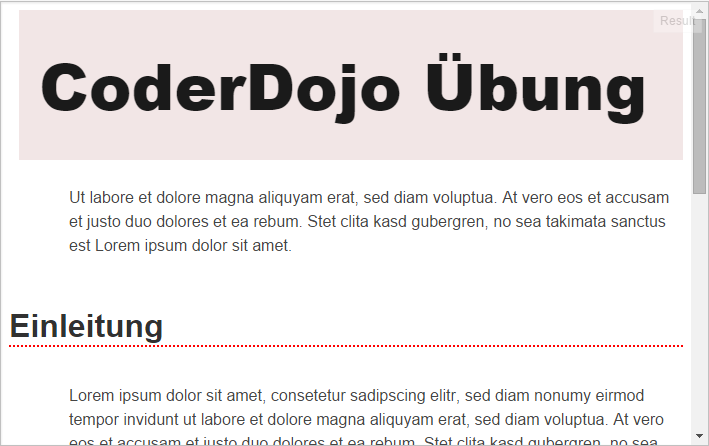 Result
CoderDojo Übung
Ut labore et dolore magna aliquyam erat, sed diam voluptua. At vero eos et accusam
et justo duo dolores et ea rebum. Stet clita kasd gubergren, no sea takimata sanctus
est Lorem ipsum dolor sit amet.
Einleitung
Lorem ipsum dolor sit amet, consetetur sadipscing elitr, sed diam nonumy eirmod
tempor invidunt ut labore et dolore magna aliquyam erat, sed diam voluptua. At vero
eos et accusam et justo duo dolores et ea rebum. Stet clita kasd gubergren, no sea